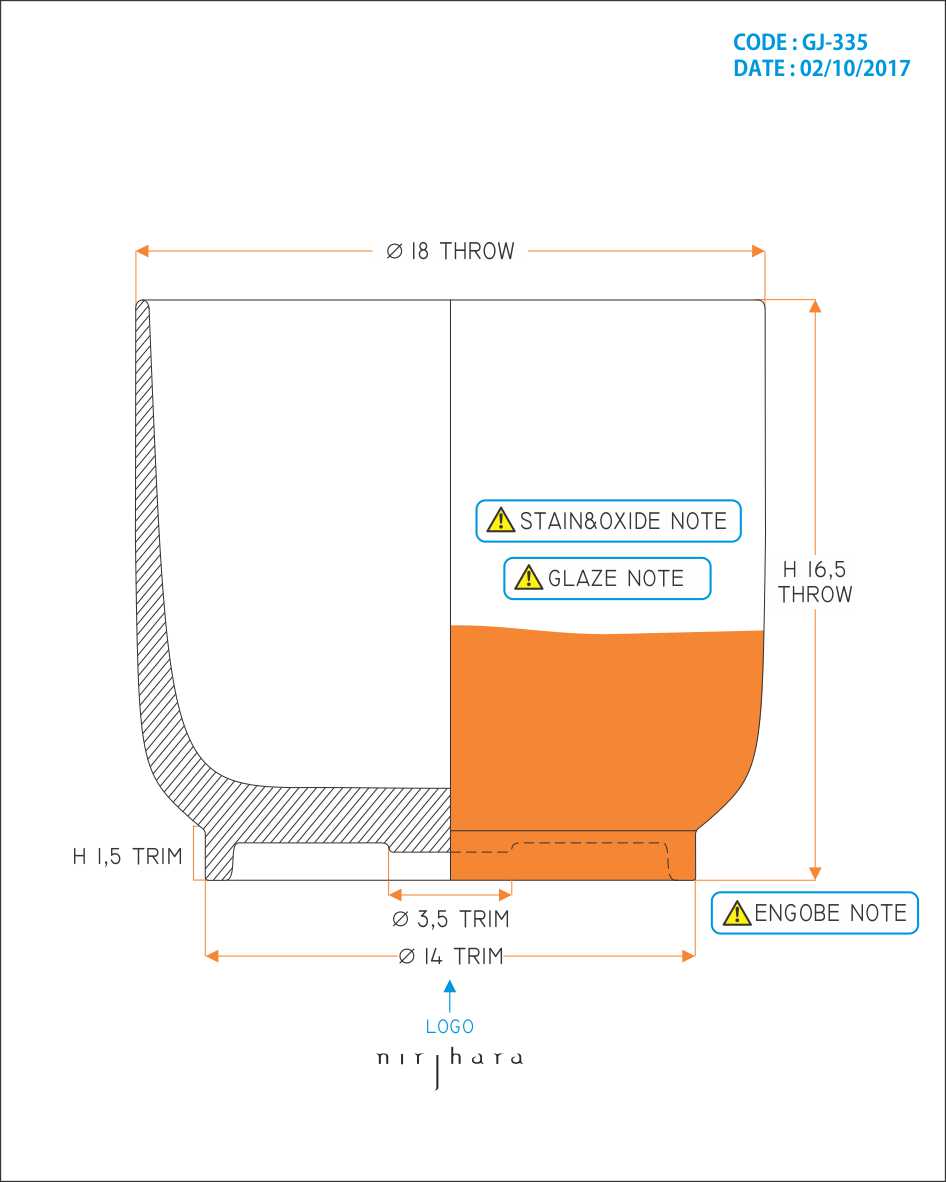 CODE : GJ-335
DATE : 02/10/2017
⌀ 18 THROW
STAIN&OXIDE NOTE
GLAZE NOTE
H 16,5
THROW
H 1,5 TRIM
ENGOBE NOTE
⌀ 3,5 TRIM
⌀ 14 TRIM
LOGO
nirjhara